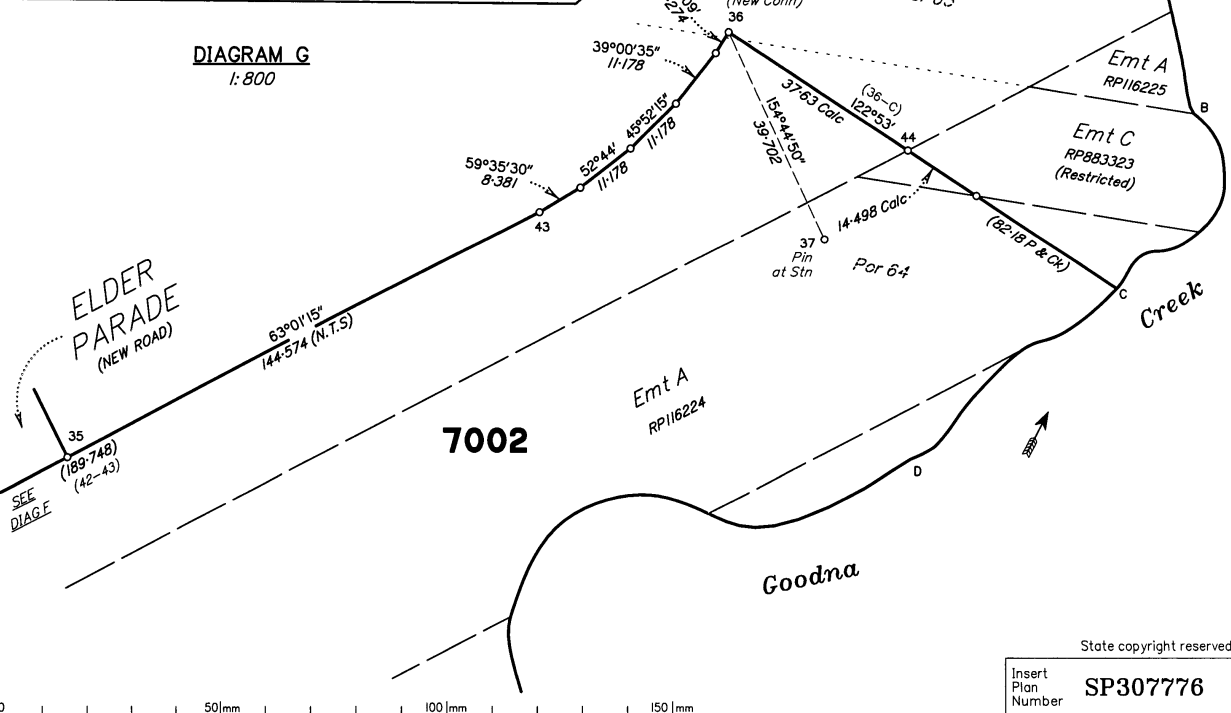 DIAGRAM G
1:800
36
39°00'35"
11·178
45°52'15"
11·178
52°44'
11·178
59°35'30"
8·381
43
37·63 Calc
(36-C)
122°53'
154°44'50"
39·702
44
14·498 Calc
37
Pin
at Stn
Por 64
(82·18 P & Ck)
Emt A
RP116225
B
Emt C
RP883323
(Restricted)
C
Creek
ELDER
PARADE
(NEW ROAD)
63°01'15"
144·574 (N.T.S)
35
(189·748)
(42-43)
SEE
DIAG F
Emt A
RP116224
7002
D
Goodna
State copyright reserved
Insert
Plan
Number
SP307776
50 mm
100 mm
150 mm